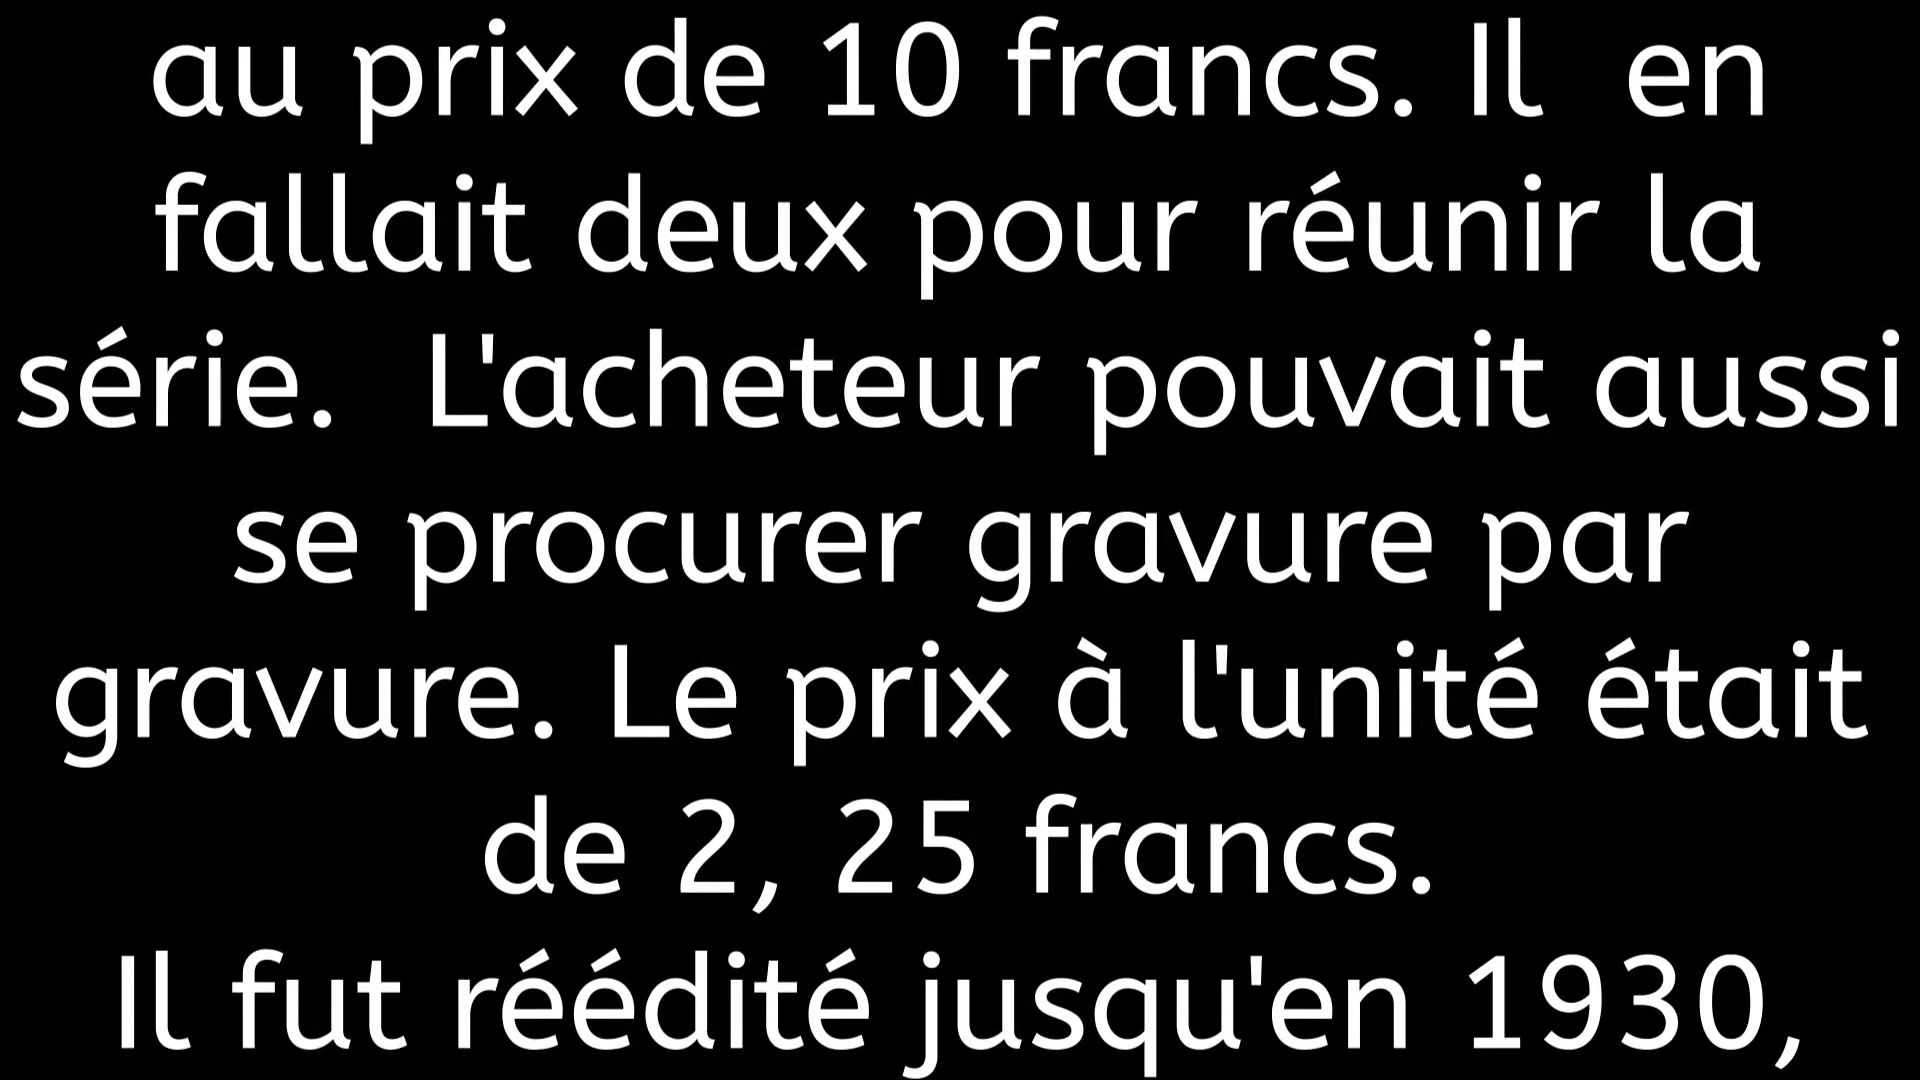 au prix de 10 francs. Il  en
fallait deux pour réunir la
série.  L'acheteur pouvait aussi
se procurer gravure par
gravure. Le prix à l'unité était
de 2, 25 francs.
Il fut réédité jusqu'en 1930,